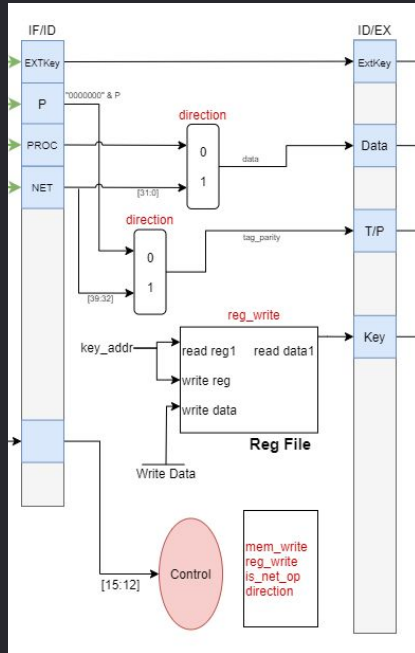 IF/ID
ID/EX
EXTKey
ExtKey
P
"0000000" & P
direction
PROC
0
data
Data
NET
[31:0]
1
direction
0
tag_parity
T/P
[39:32]
1
reg_write
key_addr
read reg1
read data1
Key
write reg
write data
Reg File
Write Data
mem_write
reg_write
is_net_op
direction
Control
[15:12]